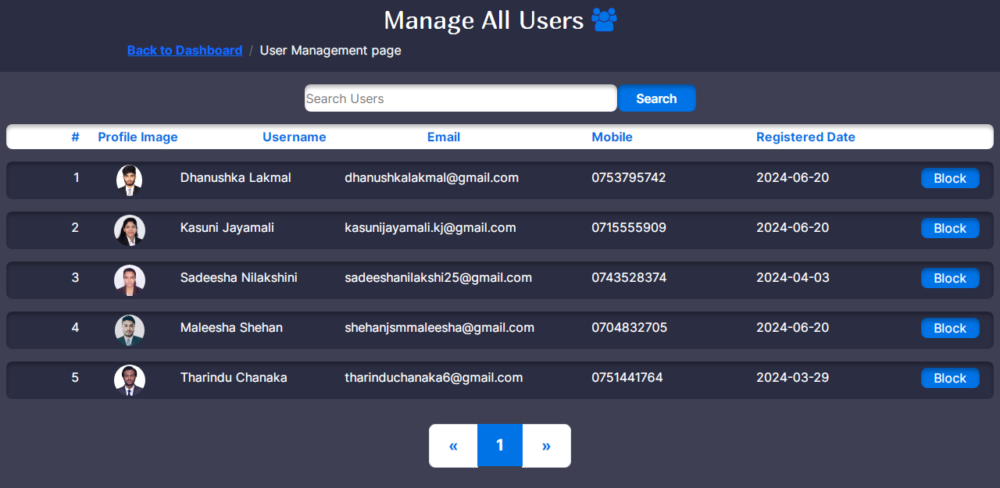 Manage All Users
Back to Dashboard / User Management page
Search Users Search
# Profile Image Username Email Mobile Registered Date
1 Dhanushka Lakmal dhanushkalakmal@gmail.com 0753795742 2024-06-20 Block
2 Kasuni Jayamali kasunijayamali.kj@gmail.com 0715555909 2024-06-20 Block
3 Sadeesha Nilakshini sadeeshanilakshi25@gmail.com 0743528374 2024-04-03 Block
4 Maleesha Shehan shehanjsmmaleesha@gmail.com 0704832705 2024-06-20 Block
5 Tharindu Chanaka tharinduchanaka6@gmail.com 0751441764 2024-03-29 Block
« 1 »